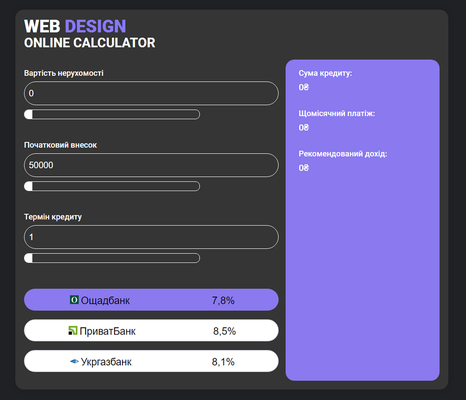 WEB DESIGN
ONLINE CALCULATOR
Вартість нерухомості
0
Початковий внесок
50000
Термін кредиту
1
Ощадбанк 7,8%
ПриватБанк 8,5%
Укргазбанк 8,1%
Сума кредиту:
0₴
Щомісячний платіж:
0₴
Рекомендований дохід:
0₴